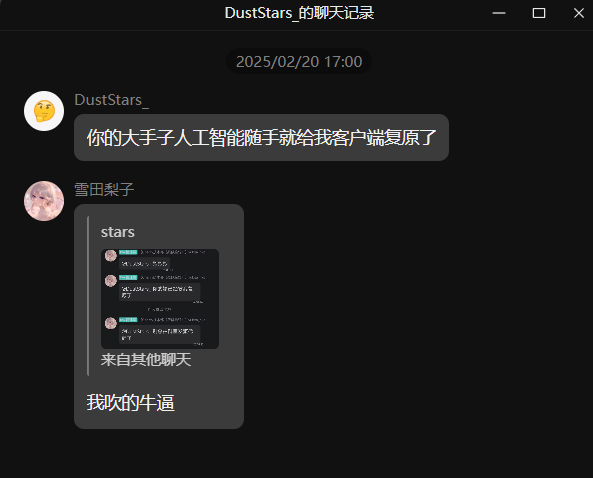 DustStars_的聊天记录
2025/02/20 17:00
DustStars_
你的大手子人工智能随手就给我客户端复原了
雪田梨子
stars
来自其他聊天
我吹的牛逼